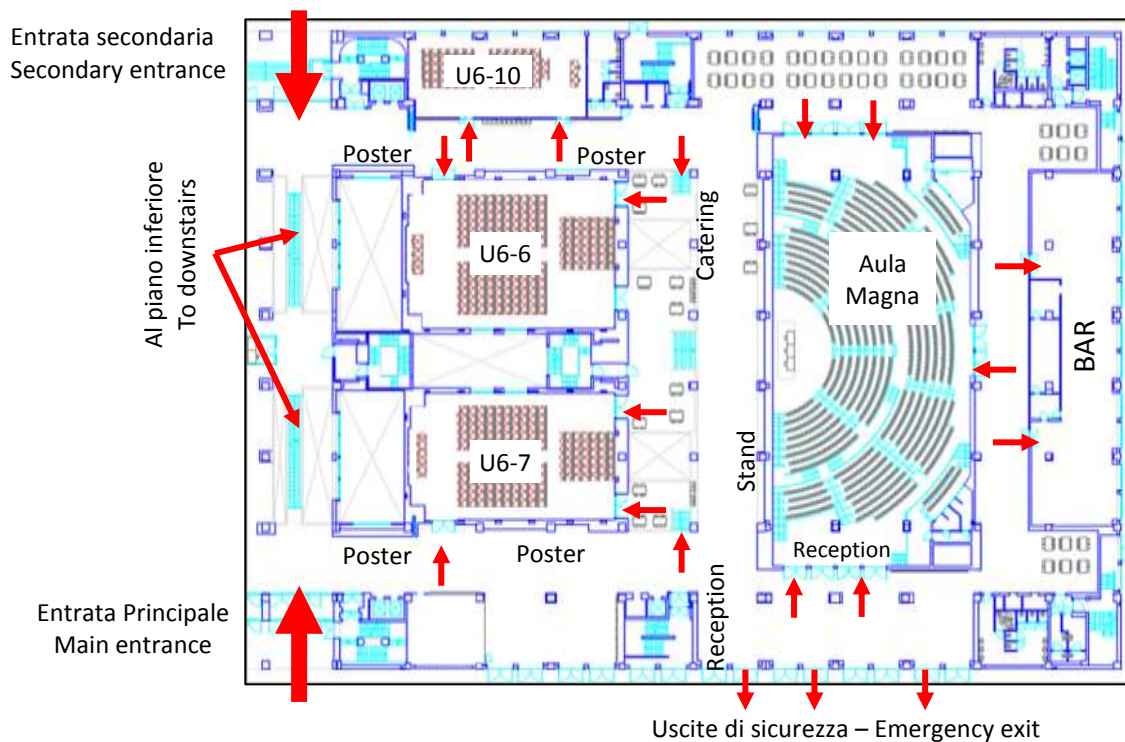 Entrata secondaria
Secondary entrance
U6-10
Poster
Poster
Al piano inferiore
To downstairs
U6-6
Catering
Aula
Magna
BAR
U6-7
Stand
Poster
Poster
Reception
Entrata Principale
Main entrance
Reception
Uscite di sicurezza – Emergency exit